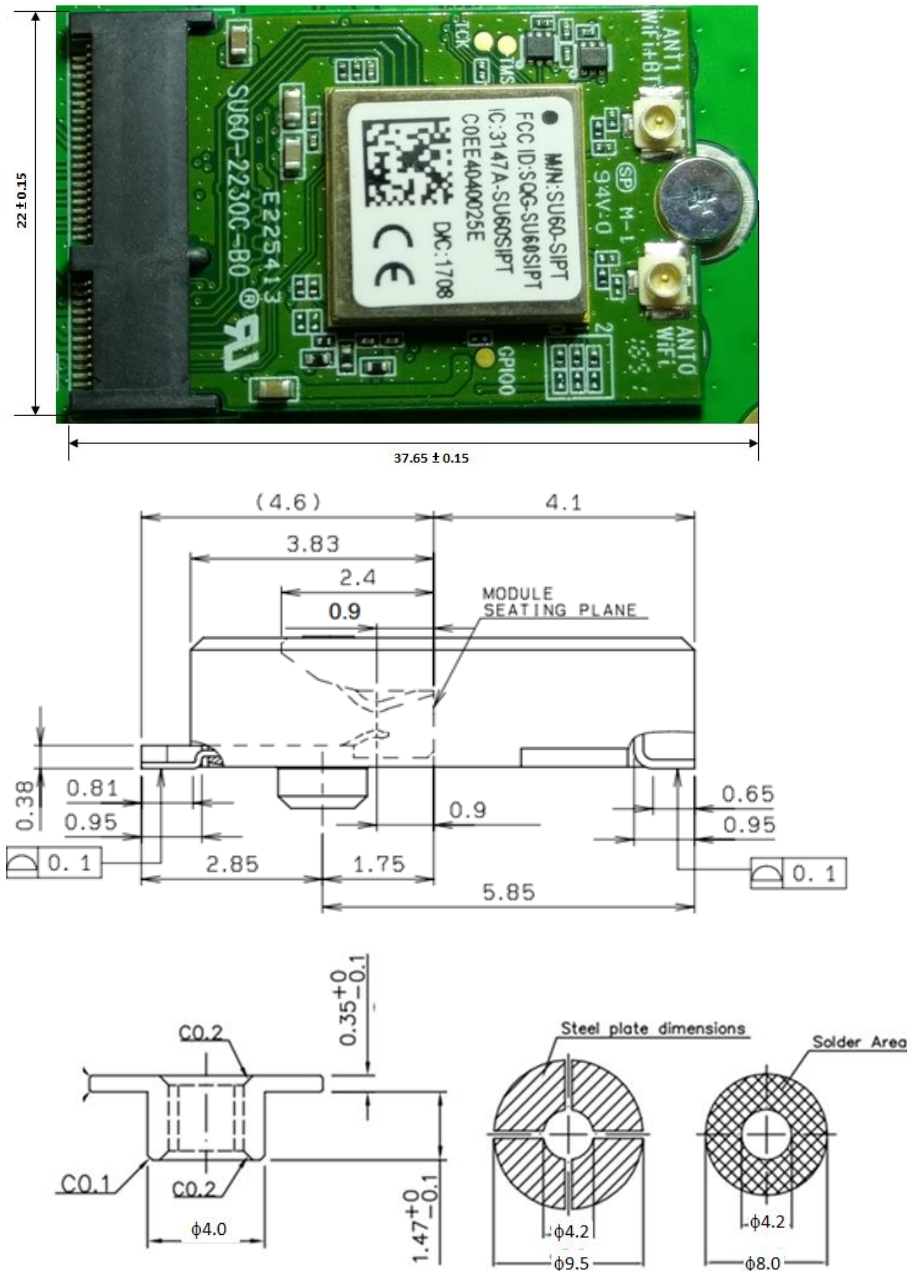 22 ± 0.15
SU60-2230C-B0
E225413
®
TCK
TMS
ANT1
WiFi+BT
M/N:SU60-SIPT
FCC ID:SQG-SU60SIPT
IC:3147A-SU60SIPT
C0EE4040025E
D/C:1708
CE
SP M-1
94V-0
GPIO0
2
ANT0
WiFi
1651
37.65 ± 0.15
(4.6)
4.1
3.83
2.4
0.9
MODULE
SEATING PLANE
0.38
0.81
0.95
0.9
0.65
0.95
0.1
2.85
1.75
5.85
0.1
C0.2
0.35+0-0.1
C0.1
C0.2
1.47+0-0.1
ϕ4.0
Steel plate dimensions
ϕ4.2
ϕ9.5
Solder Area
ϕ4.2
ϕ8.0